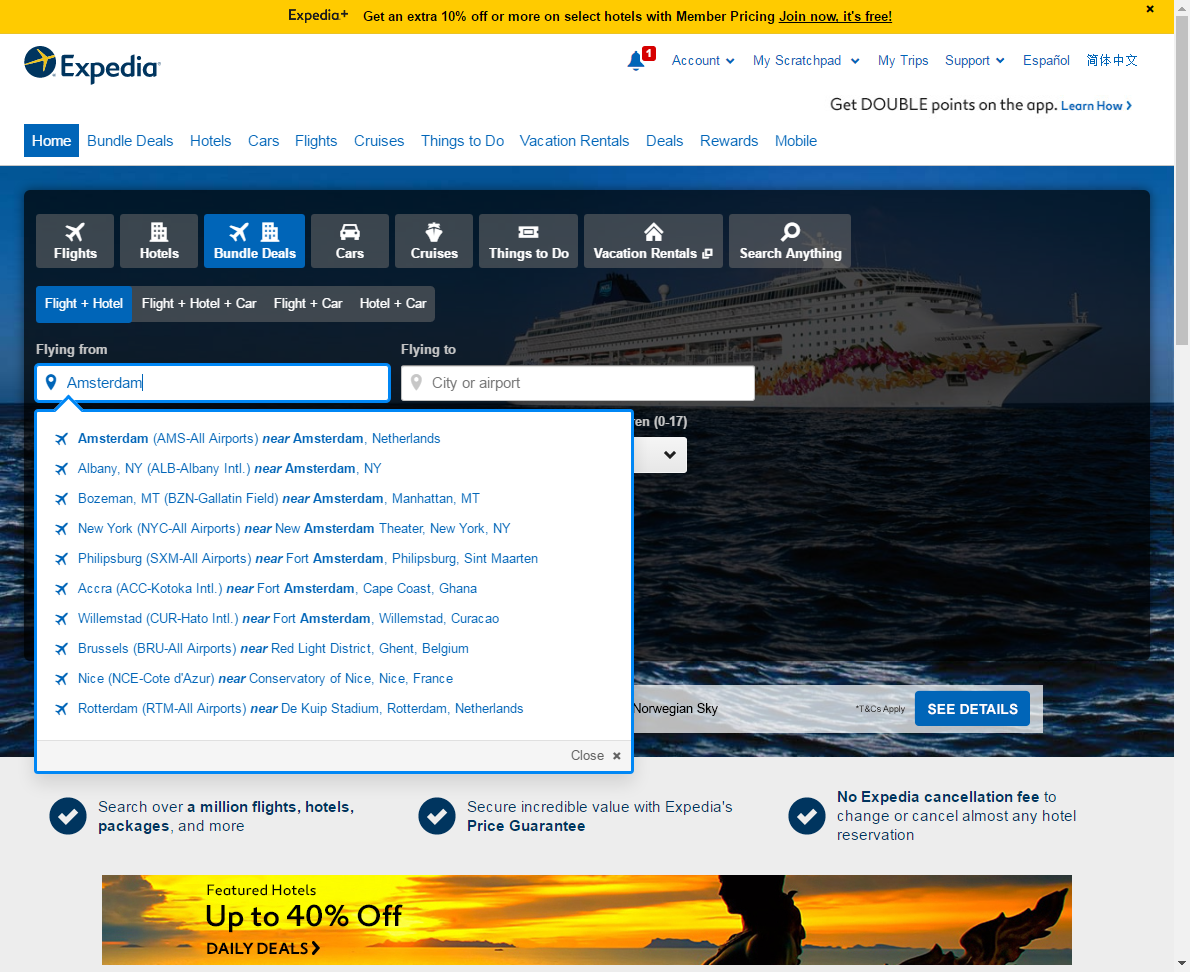 Expedia+ Get an extra 10% off or more on select hotels with Member Pricing Join now, it's free!
Expedia
1 Account My Scratchpad My Trips Support Español 简体中文
Get DOUBLE points on the app. Learn How
Home Bundle Deals Hotels Cars Flights Cruises Things to Do Vacation Rentals Deals Rewards Mobile
Flights Hotels Bundle Deals Cars Cruises Things to Do Vacation Rentals Search Anything
Flight + Hotel Flight + Hotel + Car Flight + Car Hotel + Car
Flying from Flying to
Amsterdam City or airport
ren (0-17)
Amsterdam (AMS-All Airports) near Amsterdam, Netherlands
Albany, NY (ALB-Albany Intl.) near Amsterdam, NY
Bozeman, MT (BZN-Gallatin Field) near Amsterdam, Manhattan, MT
New York (NYC-All Airports) near New Amsterdam Theater, New York, NY
Philipsburg (SXM-All Airports) near Fort Amsterdam, Philipsburg, Sint Maarten
Accra (ACC-Kotoka Intl.) near Fort Amsterdam, Cape Coast, Ghana
Willemstad (CUR-Hato Intl.) near Fort Amsterdam, Willemstad, Curacao
Brussels (BRU-All Airports) near Red Light District, Ghent, Belgium
Nice (NCE-Cote d'Azur) near Conservatory of Nice, Nice, France
Rotterdam (RTM-All Airports) near De Kuip Stadium, Rotterdam, Netherlands
Norwegian Sky *T&Cs Apply SEE DETAILS
Close
Search over a million flights, hotels,
packages, and more
Secure incredible value with Expedia's
Price Guarantee
No Expedia cancellation fee to
change or cancel almost any hotel
reservation
Featured Hotels
Up to 40% Off
DAILY DEALS